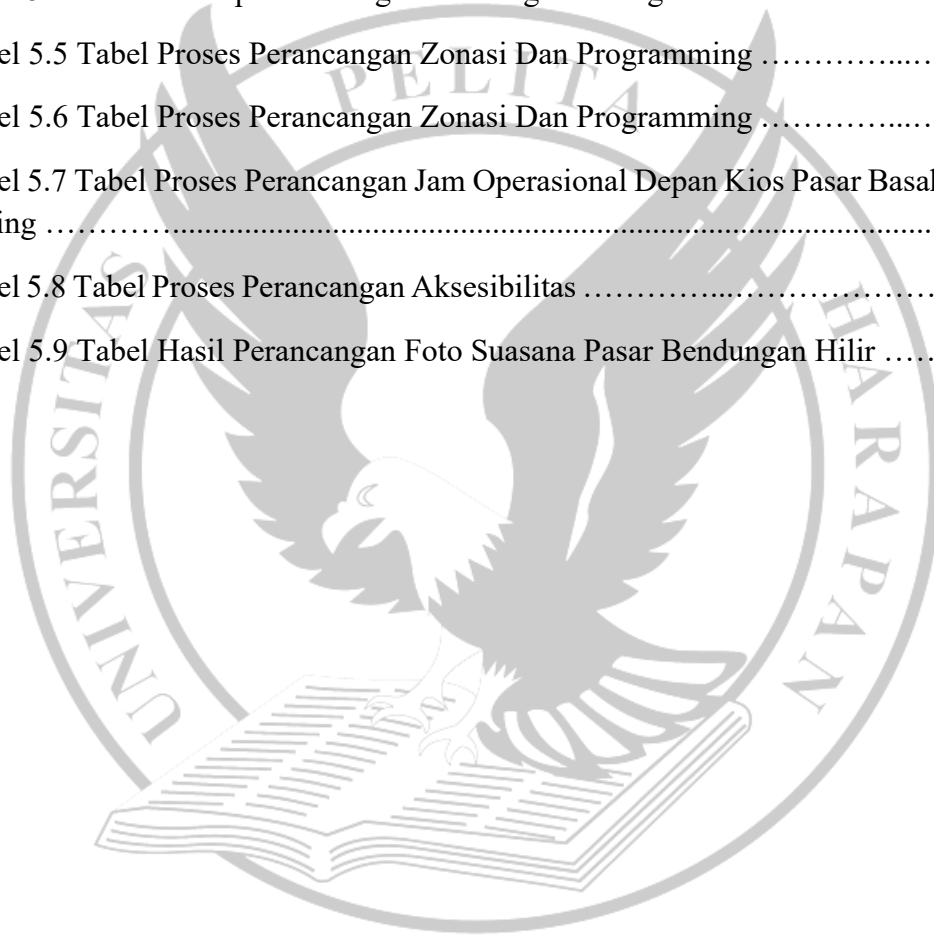 el 5.5 Tabel Proses Perancangan Zonasi Dan Programming …………...…
el 5.6 Tabel Proses Perancangan Zonasi Dan Programming …………...…
el 5.7 Tabel Proses Perancangan Jam Operasional Depan Kios Pasar Basah
ing …………...........................................................................................
el 5.8 Tabel Proses Perancangan Aksesibilitas …………...…………………
el 5.9 Tabel Hasil Perancangan Foto Suasana Pasar Bendungan Hilir ……
UNIVERSITAS PELITA HARAPAN